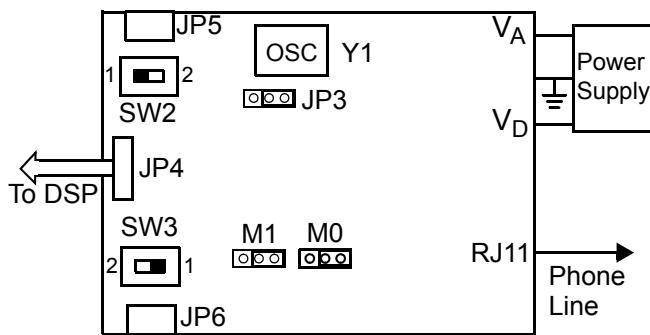 JP5
OSC Y1
V_A
Power
Supply
1 2
SW2
JP3
V_D
JP4
To DSP
SW3
M1 M0
2 1
RJ11
Phone
Line
JP6